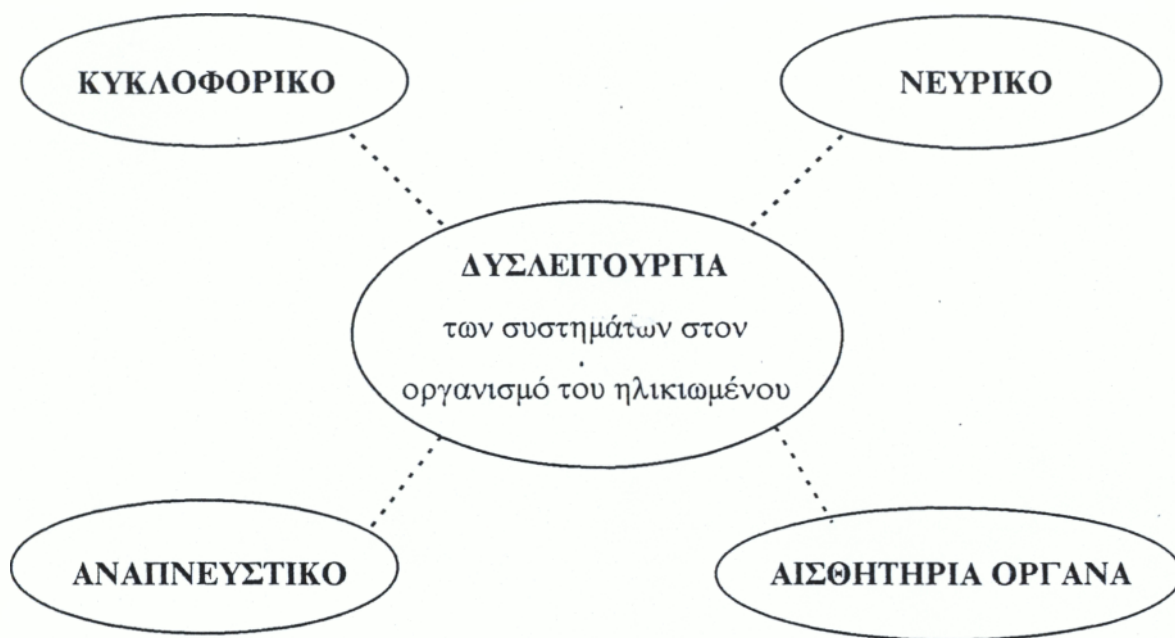 ΚΥΚΛΟΦΟΡΙΚΟ
ΝΕΥΡΙΚΟ
ΔΥΣΛΕΙΤΟΥΡΓΙΑ
των συστημάτων στον
οργανισμό του ηλικιωμένου
ΑΝΑΠΝΕΥΣΤΙΚΟ
ΑΙΣΘΗΤΗΡΙΑ ΟΡΓΑΝΑ